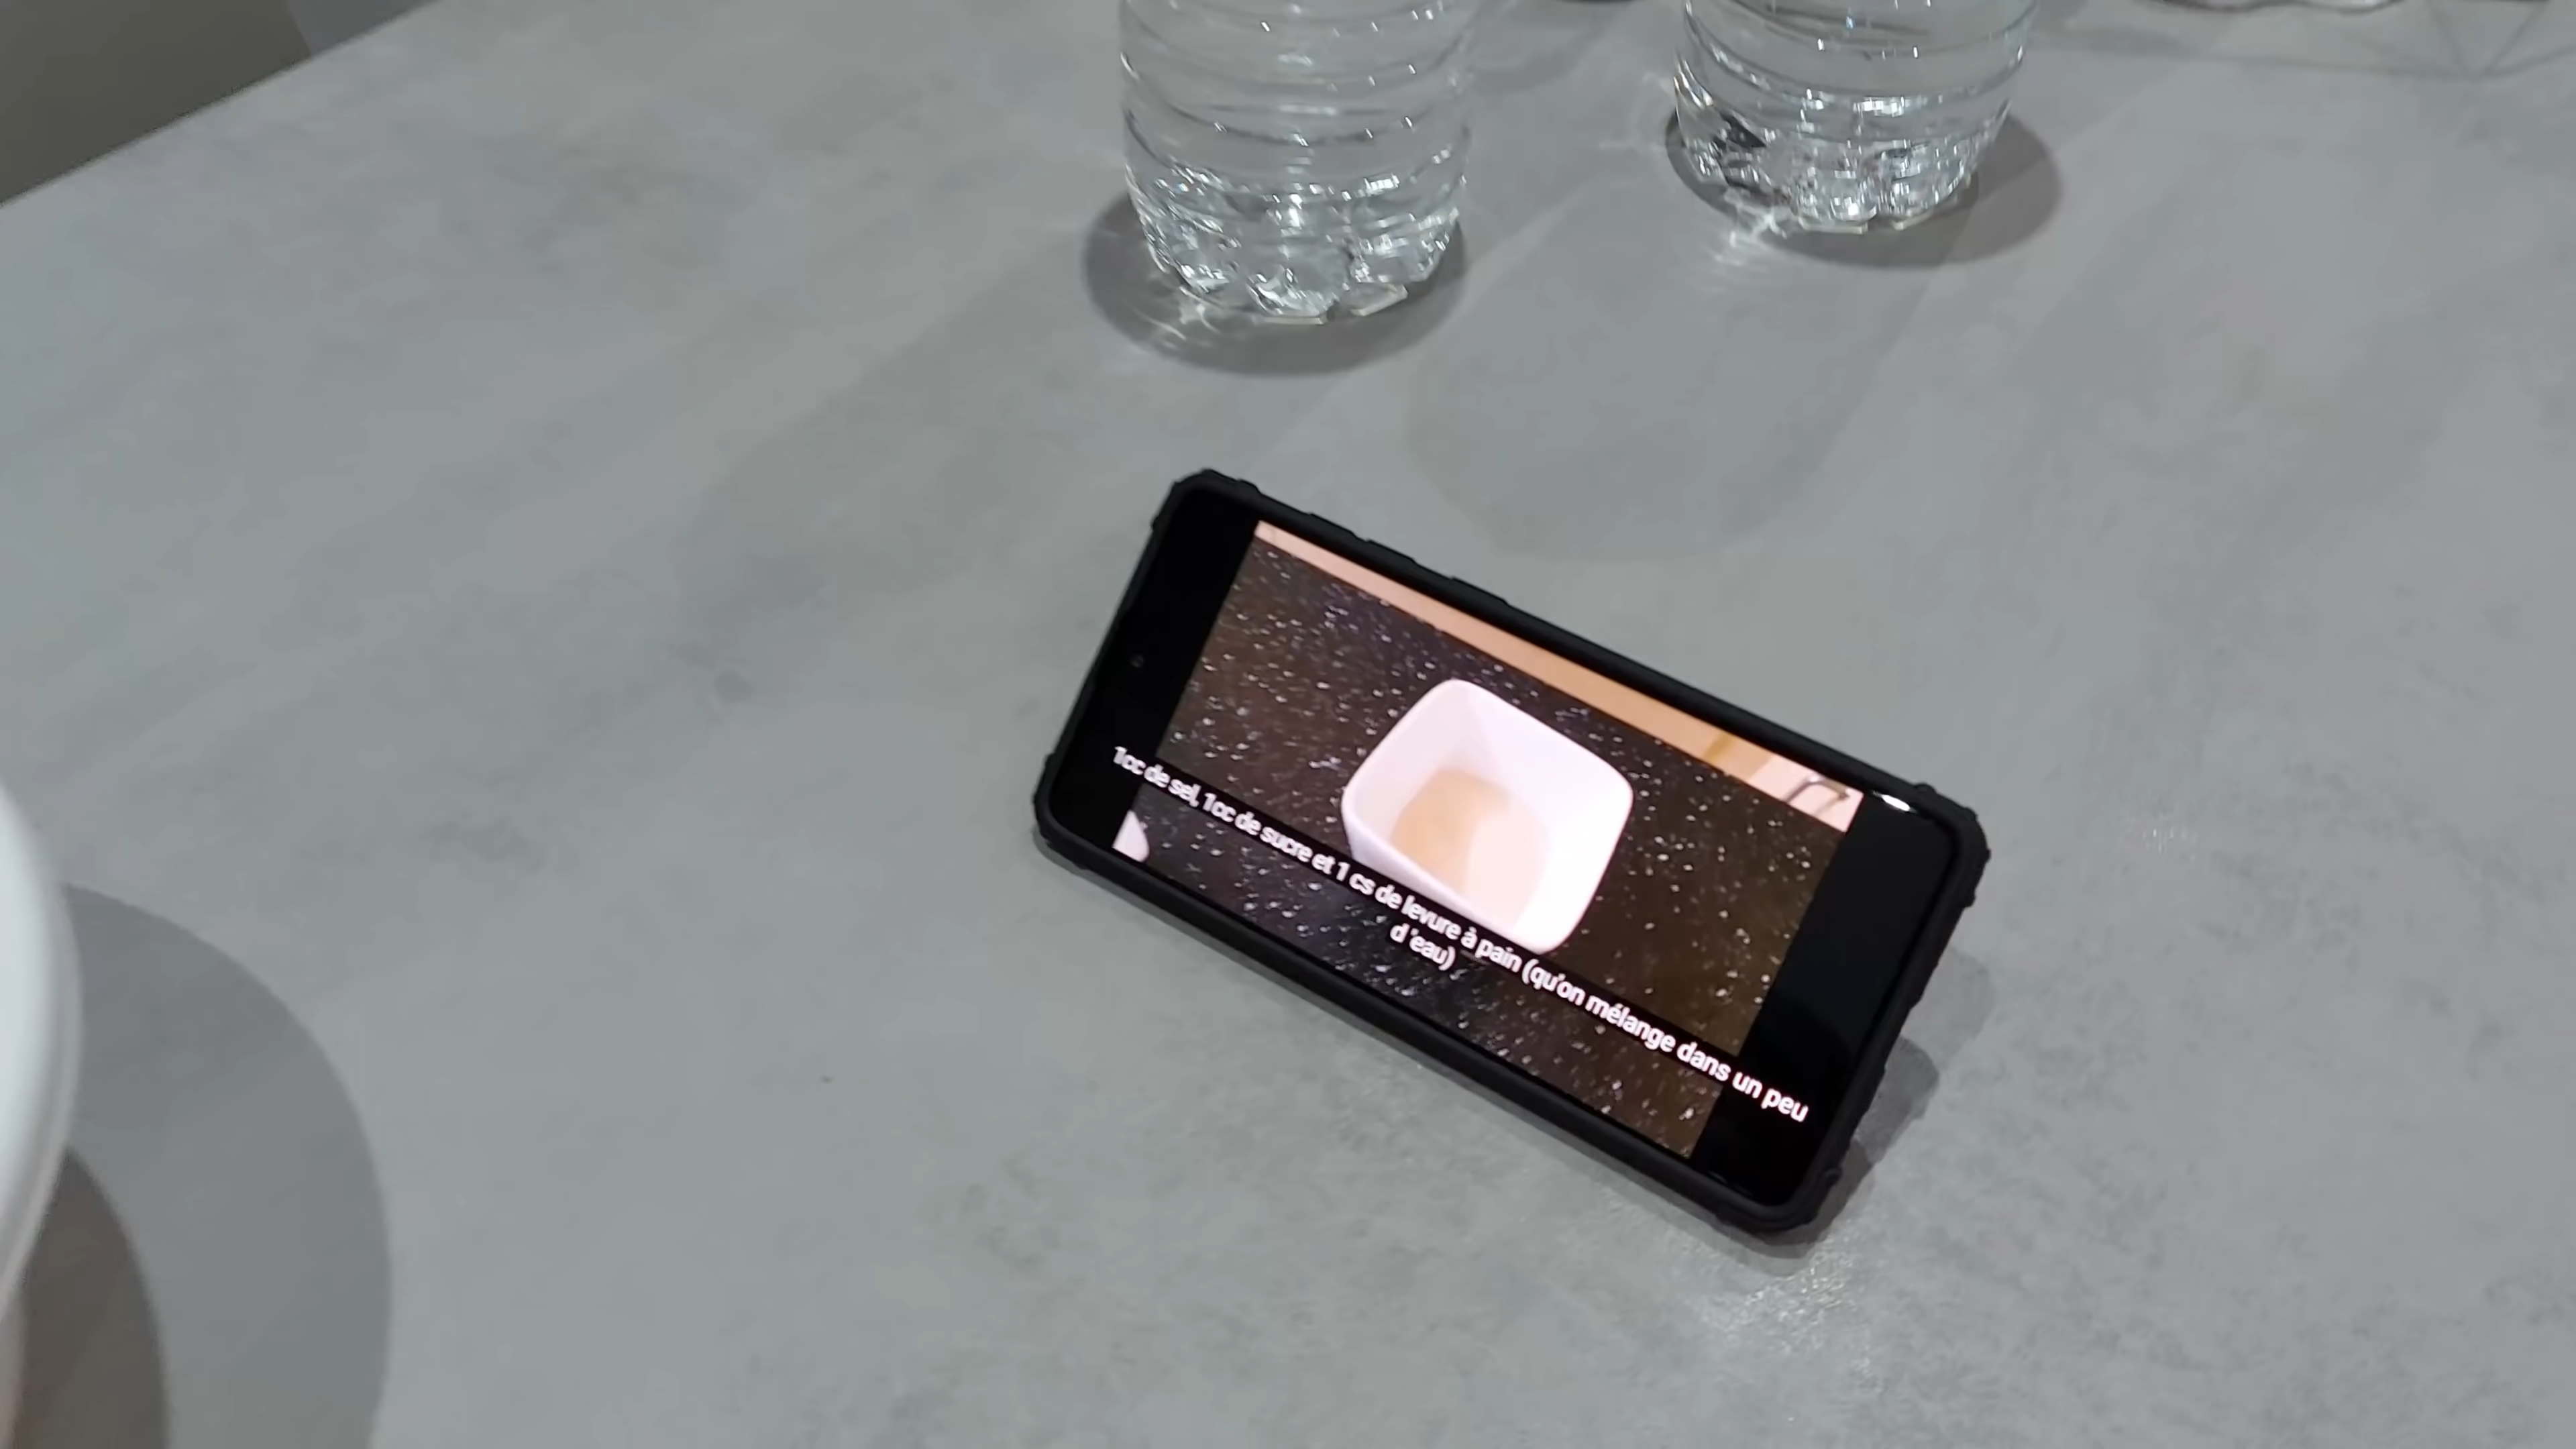 1cc de sel, 1cc de sucre et 1 cs de levure à pain (qu'on mélange dans un peu
d'eau)